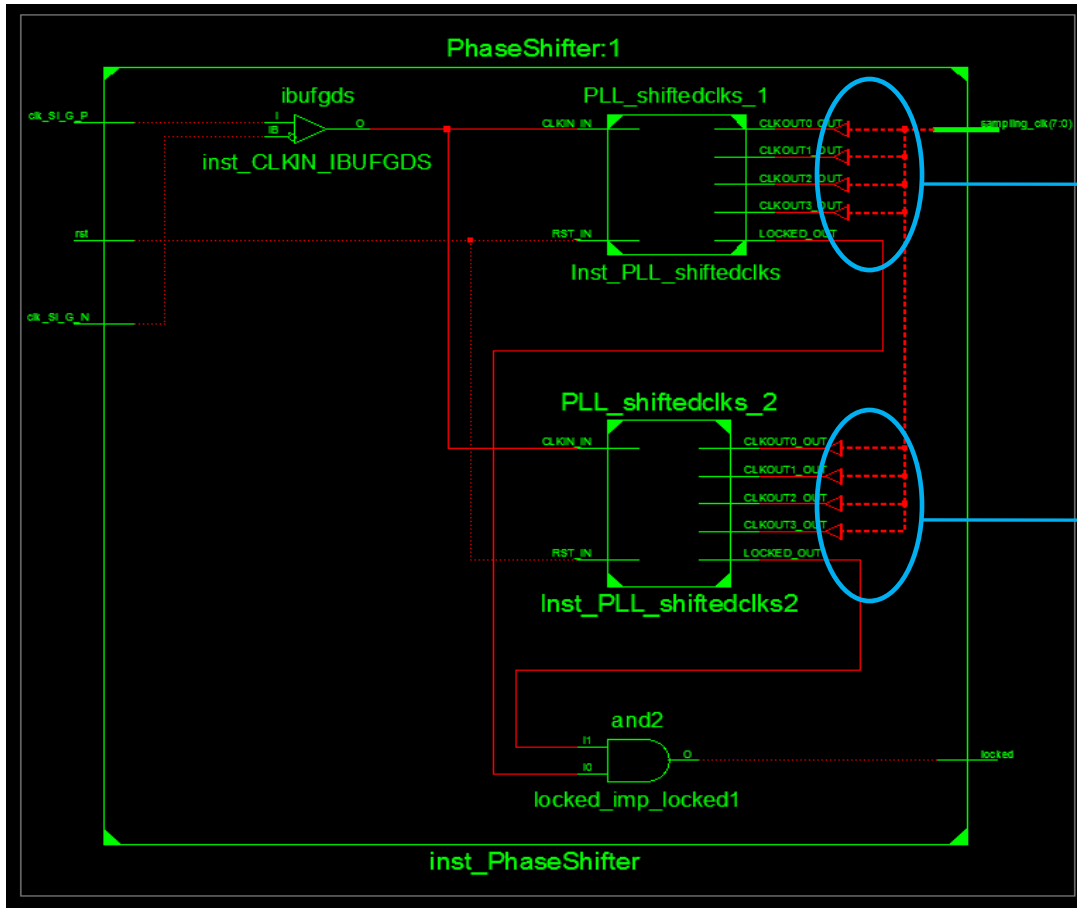 PhaseShifter:1
ibufgds
PLL_shiftedclks_1
clk_SI_G_P
I
IB
O
inst_CLKIN_IBUFGDS
CLKIN_IN
CLKOUT0_OUT
sampling_clk(7:0)
CLKOUT1_OUT
CLKOUT2_OUT
CLKOUT3_OUT
rst
RST_IN
LOCKED_OUT
Inst_PLL_shiftedclks
clk_SI_G_N
PLL_shiftedclks_2
CLKIN_IN
CLKOUT0_OUT
CLKOUT1_OUT
CLKOUT2_OUT
CLKOUT3_OUT
RST_IN
LOCKED_OUT
Inst_PLL_shiftedclks2
and2
I1
I0
O
locked
locked_imp_locked1
inst_PhaseShifter